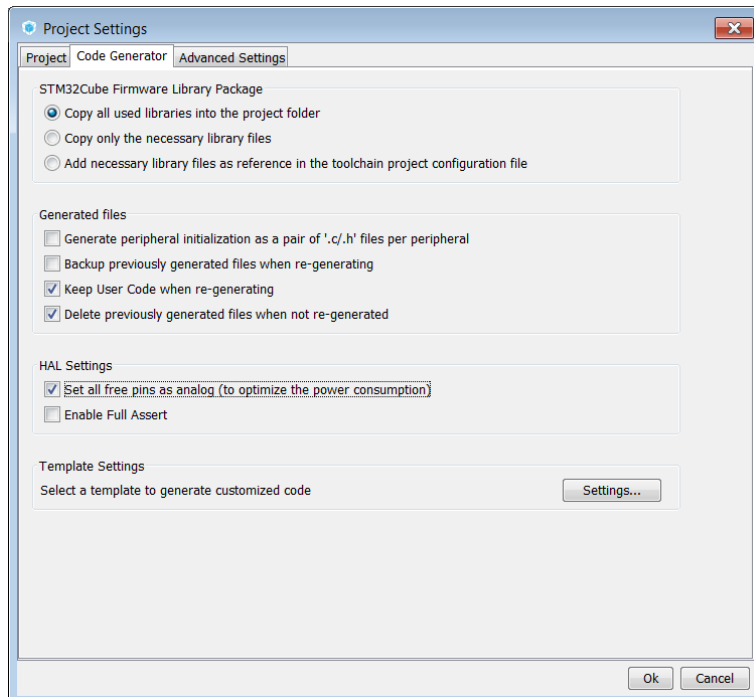 Project Settings
Project Code Generator Advanced Settings
STM32Cube Firmware Library Package
Copy all used libraries into the project folder
Copy only the necessary library files
Add necessary library files as reference in the toolchain project configuration file
Generated files
Generate peripheral initialization as a pair of '.c/.h' files per peripheral
Backup previously generated files when re-generating
Keep User Code when re-generating
Delete previously generated files when not re-generated
HAL Settings
Set all free pins as analog (to optimize the power consumption)
Enable Full Assert
Template Settings
Select a template to generate customized code Settings...
Ok Cancel